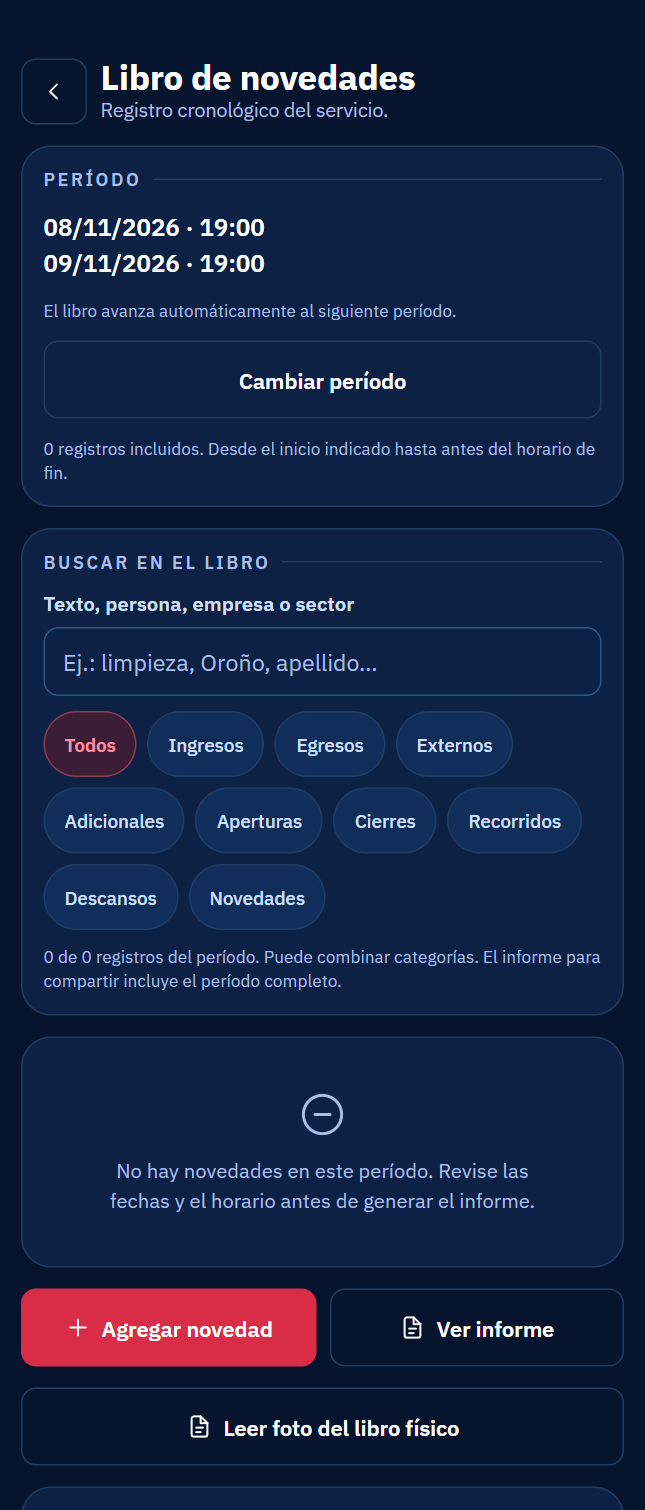 Libro de novedades
Registro cronológico del servicio.
PERÍODO
08/11/2026 · 19:00
09/11/2026 · 19:00
El libro avanza automáticamente al siguiente período.
Cambiar período
0 registros incluidos. Desde el inicio indicado hasta antes del horario de
fin.
BUSCAR EN EL LIBRO
Texto, persona, empresa o sector
Ej.: limpieza, Oroño, apellido...
Todos
Ingresos
Egresos
Externos
Adicionales
Aperturas
Cierres
Recorridos
Descansos
Novedades
0 de 0 registros del período. Puede combinar categorías. El informe para
compartir incluye el período completo.
No hay novedades en este período. Revise las
fechas y el horario antes de generar el informe.
Agregar novedad
Ver informe
Leer foto del libro físico